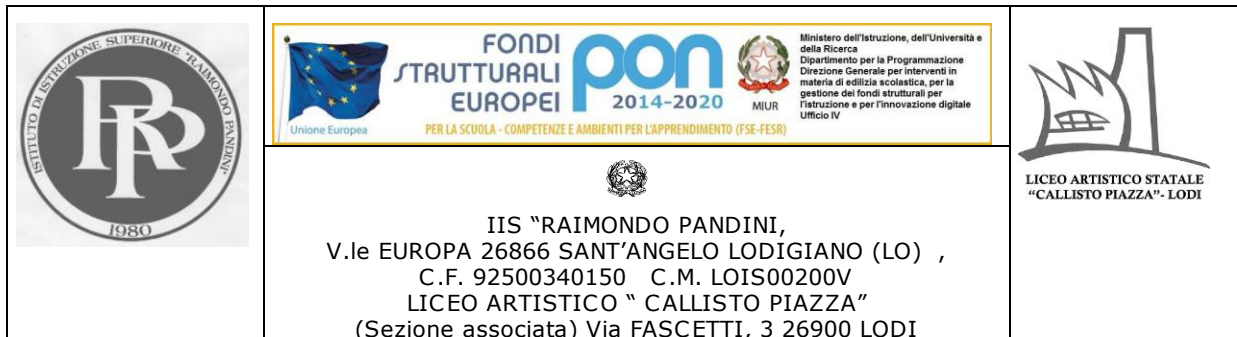 ISTITUTO DI ISTRUZIONE SUPERIORE "RAIMONDO PANDINI"
RP
1980
Unione Europea
FONDI
STRUTTURALI
EUROPEI
pon
2014-2020
MIUR
Ministero dell'Istruzione, dell'Università e
della Ricerca
Dipartimento per la Programmazione
Direzione Generale per interventi in
materia di edilizia scolastica, per la
gestione dei fondi strutturali per
l'istruzione e per l'innovazione digitale
Ufficio IV
PER LA SCUOLA - COMPETENZE E AMBIENTI PER L'APPRENDIMENTO (FSE-FESR)
IIS "RAIMONDO PANDINI,
V.le EUROPA 26866 SANT'ANGELO LODIGIANO (LO) ,
C.F. 92500340150 C.M. LOIS00200V
LICEO ARTISTICO " CALLISTO PIAZZA"
(Sezione associata) Via FASCETTI, 3 26900 LODI
LICEO ARTISTICO STATALE
"CALLISTO PIAZZA"- LODI